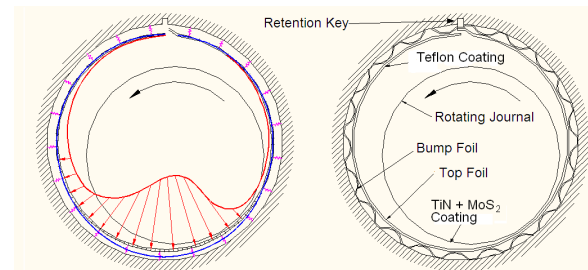 Retention Key
Teflon Coating
Rotating Journal
Bump Foil
Top Foil
TiN + MoS₂
Coating